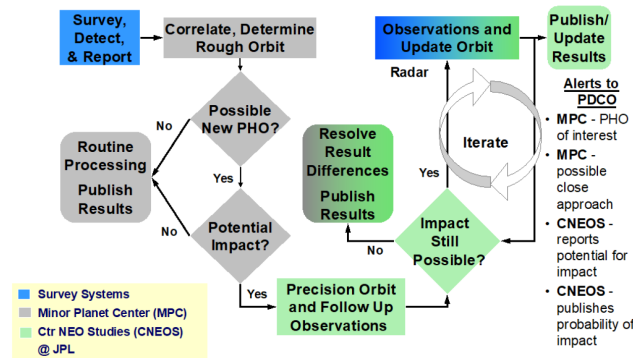 Survey,
Detect,
& Report
Correlate, Determine
Rough Orbit
Observations and
Update Orbit
Publish/
Update
Results
Radar
Possible
New PHO?
No
Yes
Routine
Processing
Publish
Results
Potential
Impact?
No
Yes
Resolve
Result
Differences
Publish
Results
Iterate
Yes
Impact
Still
Possible?
No
Precision Orbit
and Follow Up
Observations
Alerts to
PDCO
• MPC - PHO
of interest
• MPC -
possible
close
approach
• CNEOS -
reports
potential for
impact
• CNEOS -
publishes
probability of
impact
Survey Systems
Minor Planet Center (MPC)
Ctr NEO Studies (CNEOS)
@ JPL